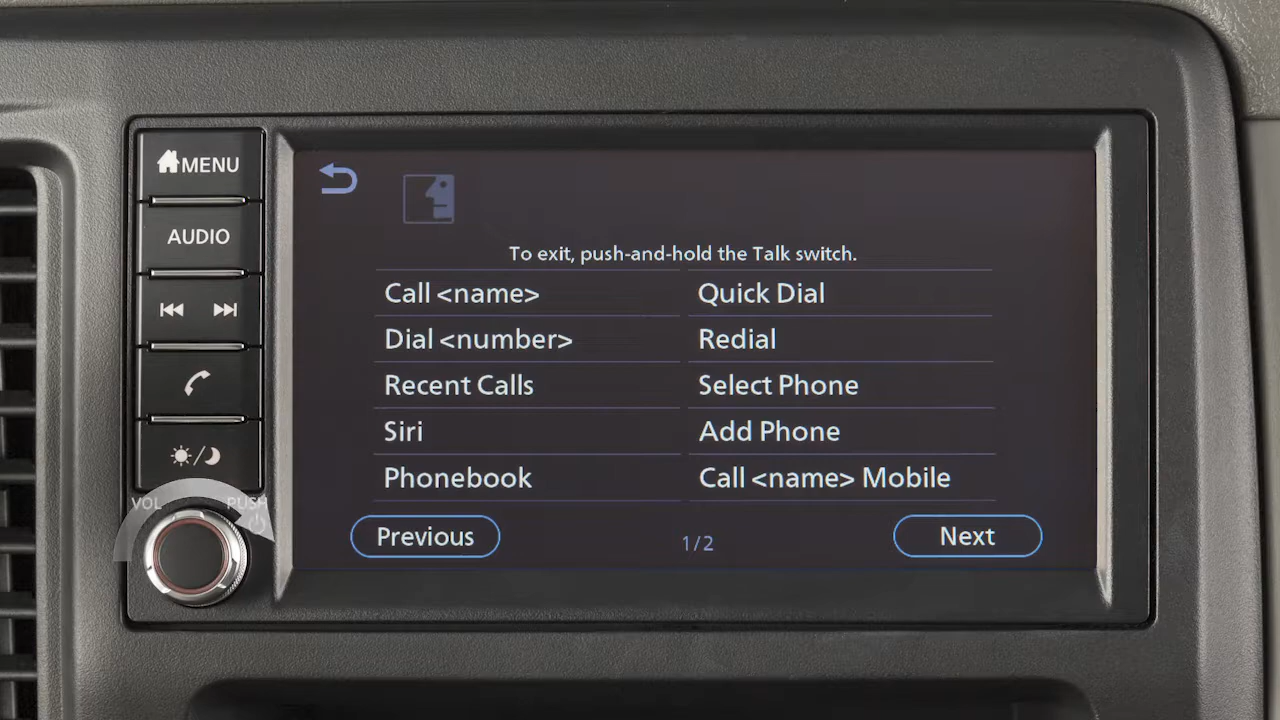 MENU
AUDIO
VOL PUSH
To exit, push-and-hold the Talk switch.
Call <name>
Quick Dial
Dial <number>
Redial
Recent Calls
Select Phone
Siri
Add Phone
Phonebook
Call <name> Mobile
Previous
1/2
Next